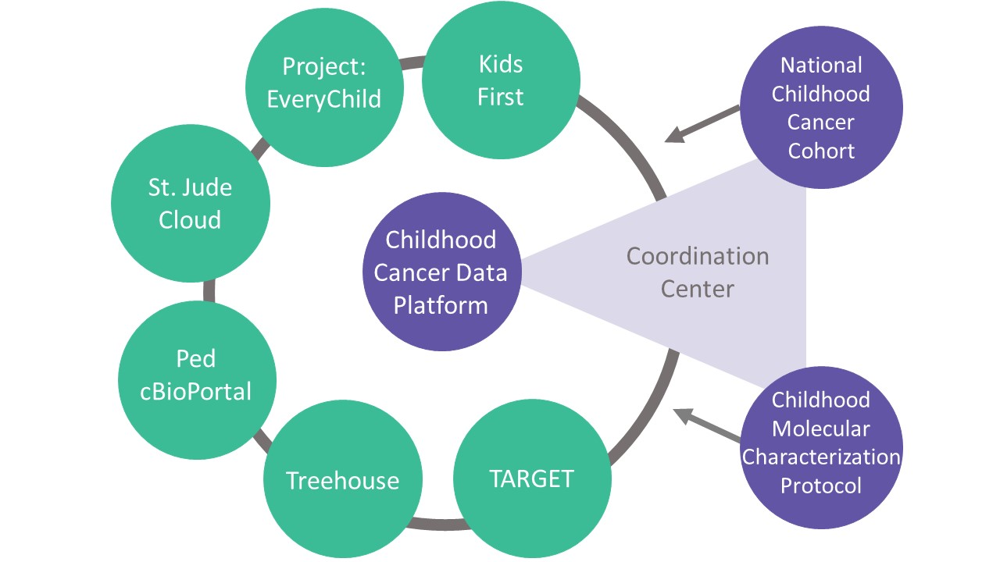 Project:
EveryChild
Kids
First
National
Childhood
Cancer
Cohort
St. Jude
Cloud
Childhood
Cancer Data
Platform
Coordination
Center
Ped
cBioPortal
Treehouse
TARGET
Childhood
Molecular
Characterization
Protocol